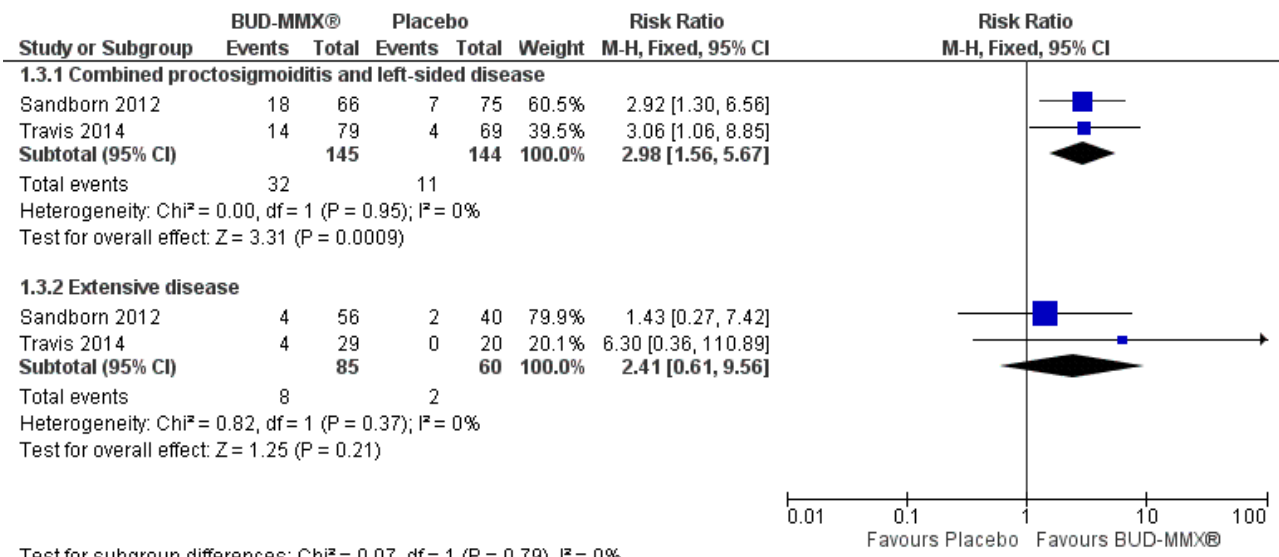 BUD-MMX® Placebo Risk Ratio Risk Ratio
Study or Subgroup Events Total Events Total Weight M-H, Fixed, 95% CI M-H, Fixed, 95% CI
1.3.1 Combined proctosigmoiditis and left-sided disease
Sandborn 2012 18 66 7 75 60.5% 2.92 [1.30, 6.56]
Travis 2014 14 79 4 69 39.5% 3.06 [1.06, 8.85]
Subtotal (95% CI) 145 144 100.0% 2.98 [1.56, 5.67]
Total events 32 11
Heterogeneity: Chi² = 0.00, df = 1 (P = 0.95); I² = 0%
Test for overall effect: Z = 3.31 (P = 0.0009)
1.3.2 Extensive disease
Sandborn 2012 4 56 2 40 79.9% 1.43 [0.27, 7.42]
Travis 2014 4 29 0 20 20.1% 6.30 [0.36, 110.89]
Subtotal (95% CI) 85 60 100.0% 2.41 [0.61, 9.56]
Total events 8 2
Heterogeneity: Chi² = 0.82, df = 1 (P = 0.37); I² = 0%
Test for overall effect: Z = 1.25 (P = 0.21)
0.01 0.1 1 10 100
Favours Placebo Favours BUD-MMX®
Test for subgroup differences: Chi² = 0.07, df = 1 (P = 0.79), I² = 0%